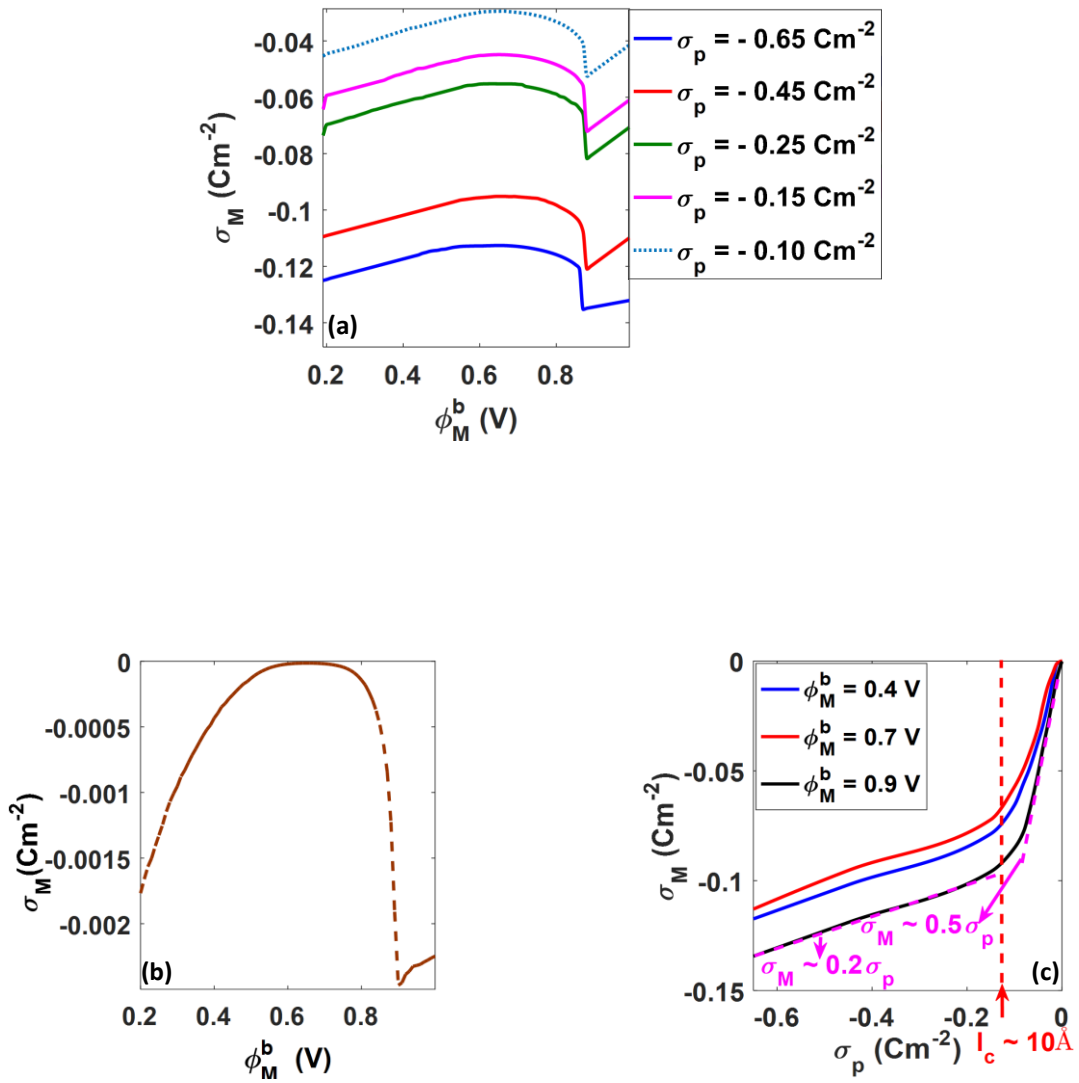 -0.04
-0.06
-0.08
-0.1
-0.12
-0.14
σM (Cm-2)
(a)
0.2 0.4 0.6 0.8
ϕMb (V)
σp = - 0.65 Cm-2
σp = - 0.45 Cm-2
σp = - 0.25 Cm-2
σp = - 0.15 Cm-2
σp = - 0.10 Cm-2
0
-0.0005
-0.001
-0.0015
-0.002
σM(Cm-2)
(b)
0.2 0.4 0.6 0.8
ϕMb (V)
0
-0.05
-0.1
-0.15
σM (Cm-2)
ϕMb = 0.4 V
ϕMb = 0.7 V
ϕMb = 0.9 V
σM ~ 0.5σp
σM ~ 0.2σp
(c)
-0.6 -0.4 -0.2 0
σp (Cm-2)
lc ~ 10Å